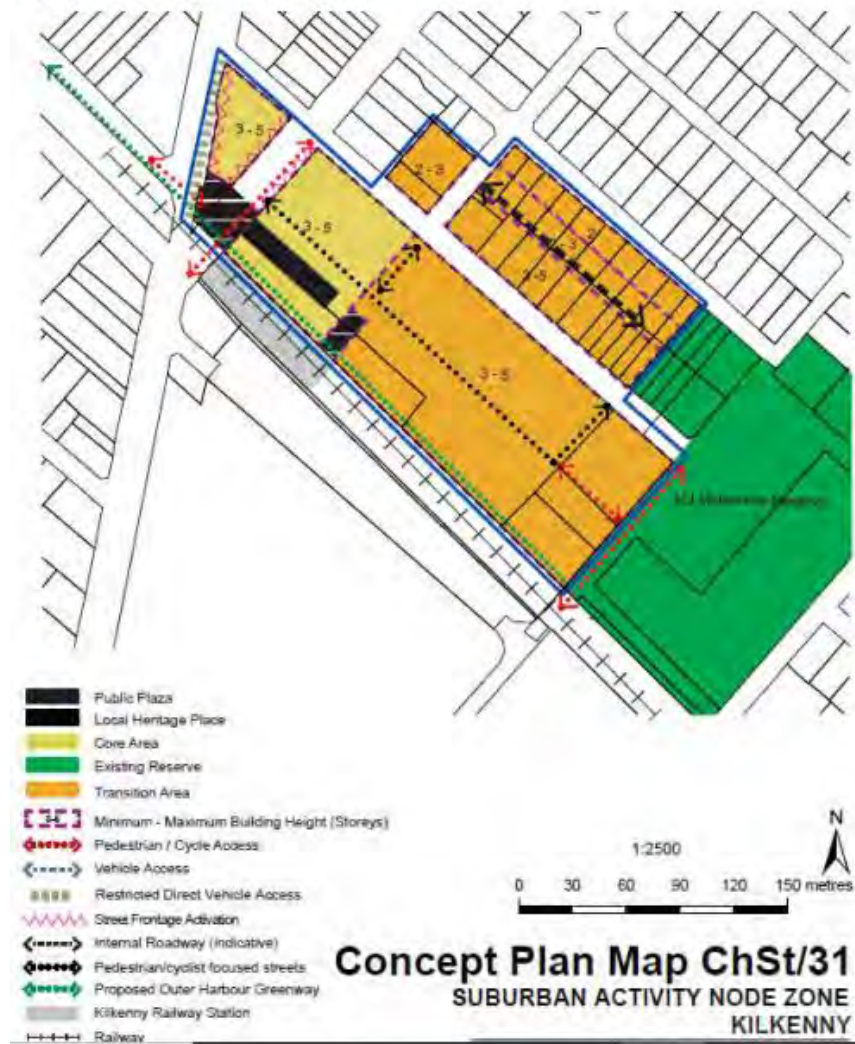 3 - 5
2 - 3
3 - 5
3 - 5
Public Plaza
Local Heritage Place
Core Area
Existing Reserve
Transition Area
Minimum - Maximum Building Height (Storeys)
Pedestrian / Cycle Access
Vehicle Access
Restricted Direct Vehicle Access
Street Frontage Activation
Internal Roadway (Indicative)
Pedestrian/cyclist focused streets
Proposed Outer Harbour Greenway
Kilkenny Railway Station
Railway
N
1:2500
0 30 60 90 120 150 metres
Concept Plan Map ChSt/31
SUBURBAN ACTIVITY NODE ZONE
KILKENNY